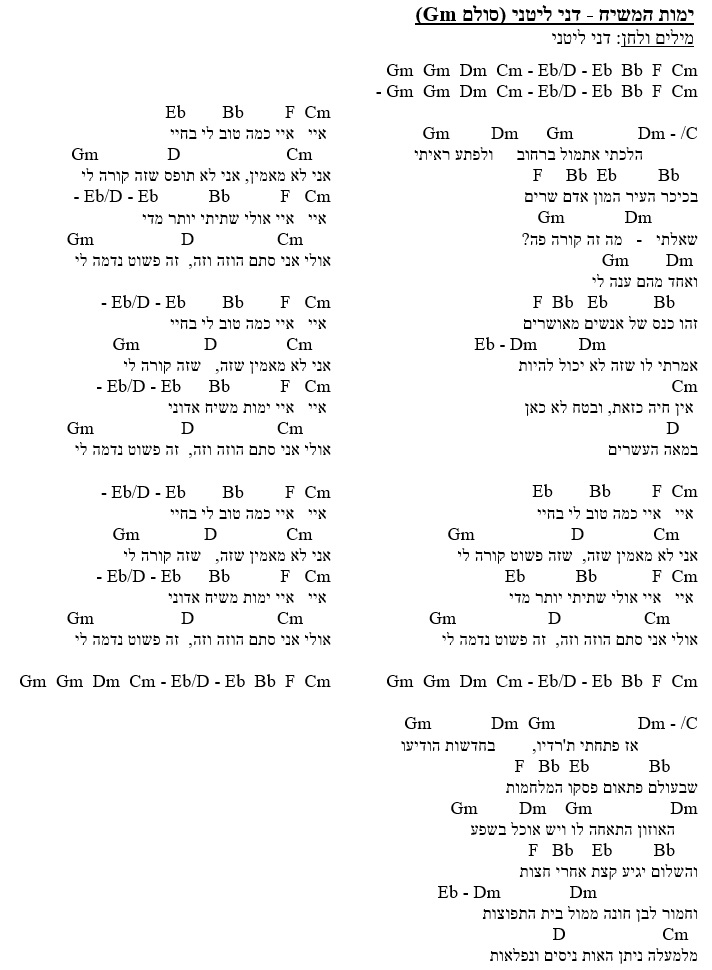 ימות המשיח - דני ליטני (סולם Gm)
מילים ולחן: דני ליטני
Gm Gm Dm Cm - Eb/D - Eb Bb F Cm
- Gm Gm Dm Cm - Eb/D - Eb Bb F Cm
Gm Dm Gm Dm - /C
הלכתי אתמול ברחוב ולפתע ראיתי
F Bb Eb Bb
בכיכר העיר המון אדם שרים
Gm Dm
שאלתי - מה זה קורה פה?
Gm Dm
ואחד מהם ענה לי
F Bb Eb Bb
זהו כנס של אנשים מאושרים
Eb - Dm Dm
אמרתי לו שזה לא יכול להיות
Cm
אין חיה כזאת, ובטח לא כאן
D
במאה העשרים
Eb Bb F Cm
איי איי כמה טוב לי בחיי
Gm D Cm
אני לא מאמין שזה, שזה פשוט קורה לי
Eb Bb F Cm
איי איי אולי שתיתי יותר מדי
Gm D Cm
אולי אני סתם הוזה וזה, זה פשוט נדמה לי
Gm Gm Dm Cm - Eb/D - Eb Bb F Cm
Gm Dm Gm Dm - /C
אז פתחתי ת'רדיו, בחדשות הודיעו
F Bb Eb Bb
שבעולם פתאום פסקו המלחמות
Gm Dm Gm Dm
האוזון התאחה לו ויש אוכל בשפע
F Bb Eb Bb
והשלום יגיע קצת אחרי חצות
Eb - Dm Dm
וחמור לבן חונה ממול בית התפוצות
D Cm
מלמעלה ניתן האות ניסים ונפלאות
Eb Bb F Cm
איי איי כמה טוב לי בחיי
Gm D Cm
אני לא מאמין, אני לא תופס שזה קורה לי
- Eb/D - Eb Bb F Cm
איי איי אולי שתיתי יותר מדי
Gm D Cm
אולי אני סתם הוזה וזה, זה פשוט נדמה לי
- Eb/D - Eb Bb F Cm
איי איי כמה טוב לי בחיי
Gm D Cm
אני לא מאמין שזה, שזה קורה לי
- Eb/D - Eb Bb F Cm
איי איי ימות משיח אדוני
Gm D Cm
אולי אני סתם הוזה וזה, זה פשוט נדמה לי
- Eb/D - Eb Bb F Cm
איי איי כמה טוב לי בחיי
Gm D Cm
אני לא מאמין שזה, שזה קורה לי
- Eb/D - Eb Bb F Cm
איי איי ימות משיח אדוני
Gm D Cm
אולי אני סתם הוזה וזה, זה פשוט נדמה לי
Gm Gm Dm Cm - Eb/D - Eb Bb F Cm